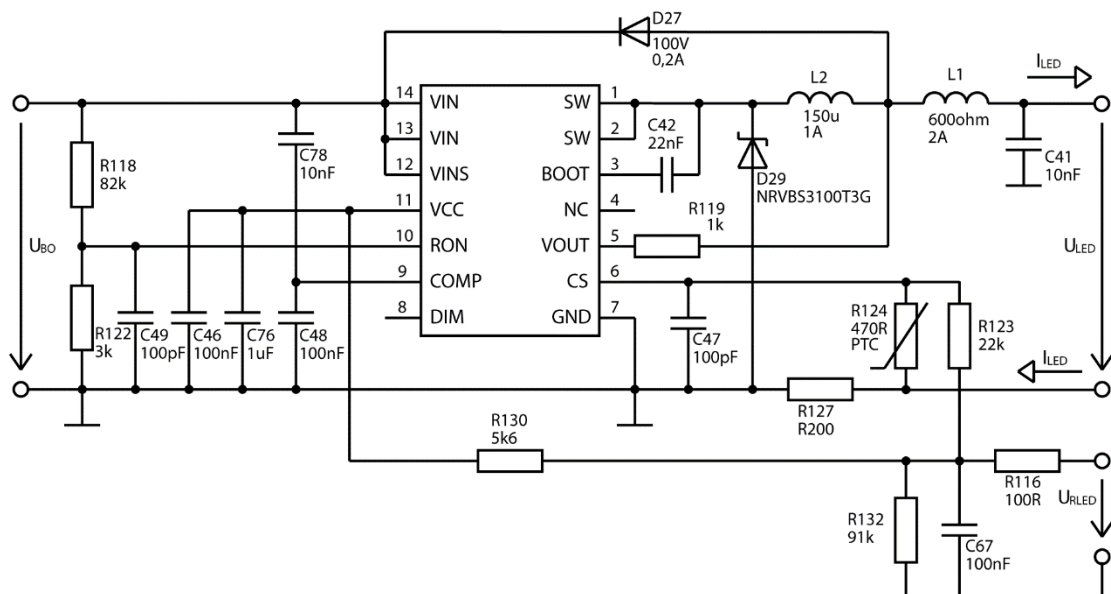 D27
100V
0,2A
ILED
L2
150u
1A
L1
600ohm
2A
14 VIN
SW 1
13 VIN
SW 2
12 VINS
BOOT 3
11 VCC
NC 4
10 RON
VOUT 5
9 COMP
CS 6
8 DIM
GND 7
C42
22nF
C41
10nF
R118
82k
C78
10nF
D29
NRVBS3100T3G
R119
1k
UBO
ULED
R122
3k
C49
100pF
C46
100nF
C76
1uF
C48
100nF
C47
100pF
R124
470R
PTC
R123
22k
ILED
R127
R200
R130
5k6
R116
100R
URLED
R132
91k
C67
100nF